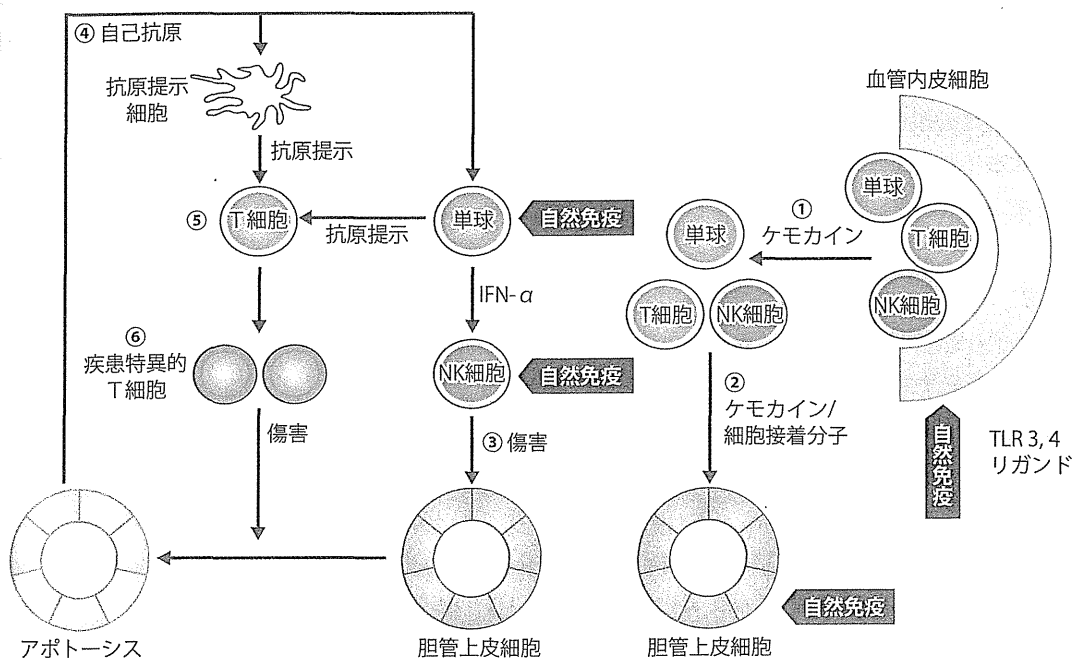 ④ 自己抗原
抗原提示
細胞
抗原提示
⑤
T細胞
抗原提示
単球
自然免疫
IFN-α
⑥
疾患特異的
T細胞
NK細胞
自然免疫
傷害
③ 傷害
アポトーシス
胆管上皮細胞
血管内皮細胞
単球
T細胞
NK細胞
①
ケモカイン
単球
T細胞
NK細胞
②
ケモカイン/
細胞接着分子
自然免疫
TLR 3, 4
リガンド
自然免疫
胆管上皮細胞